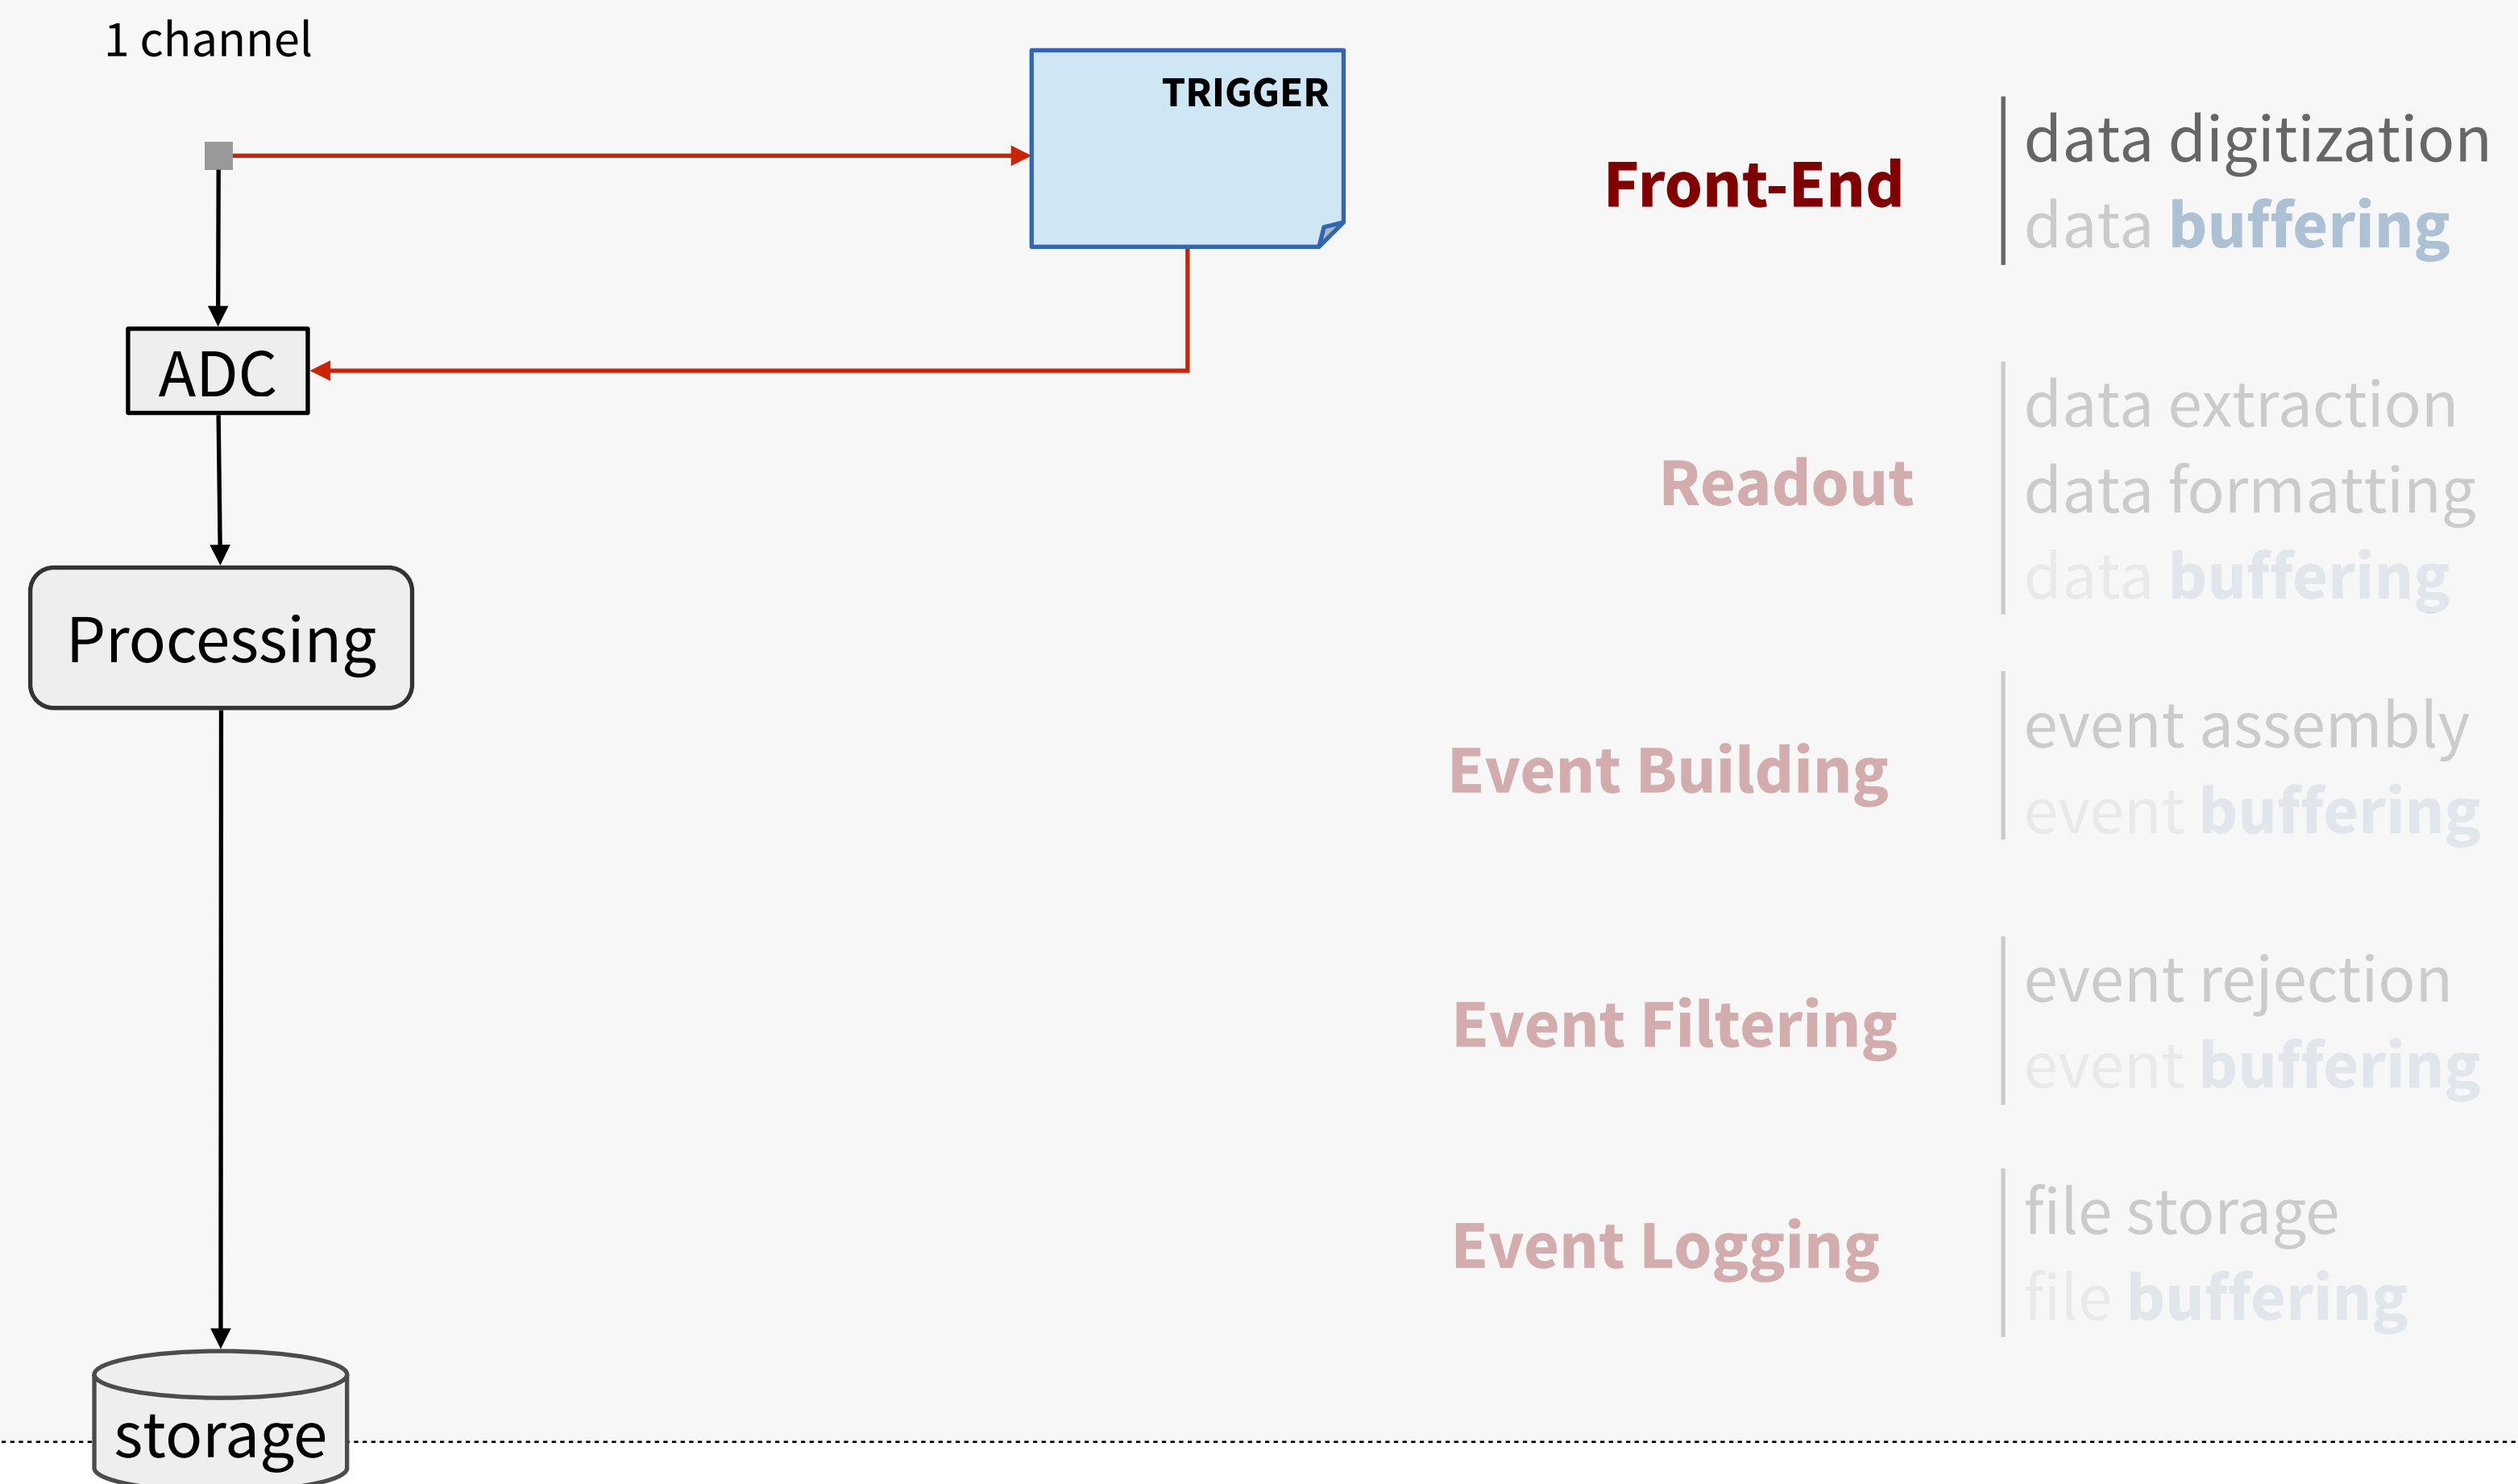 1 channel
TRIGGER
ADC
Processing
storage
Front-End
data digitization
data buffering
Readout
data extraction
data formatting
data buffering
Event Building
event assembly
event buffering
Event Filtering
event rejection
event buffering
Event Logging
file storage
file buffering